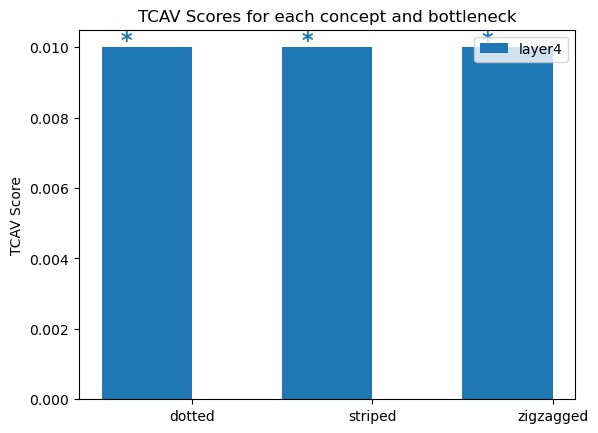 TCAV Scores for each concept and bottleneck
* * *
layer4
0.010
0.008
0.006
0.004
0.002
0.000
TCAV Score
dotted striped zigzagged